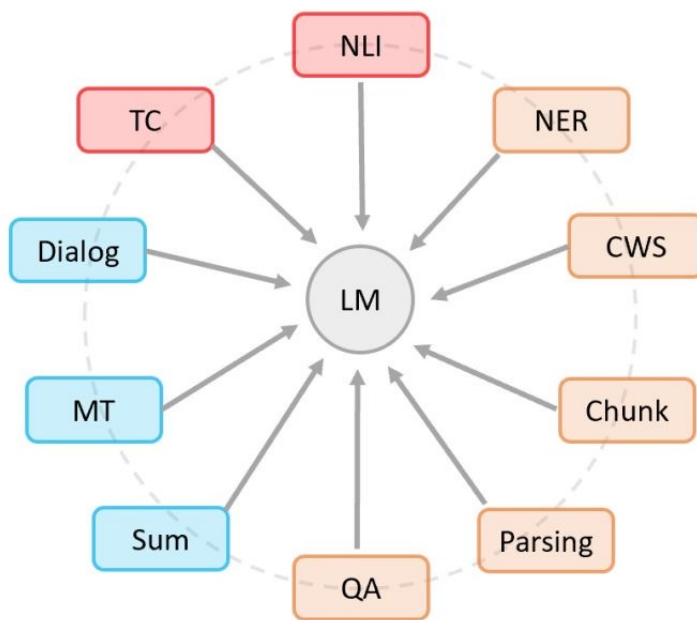 NLI
TC
NER
Dialog
CWS
LM
MT
Chunk
Sum
Parsing
QA